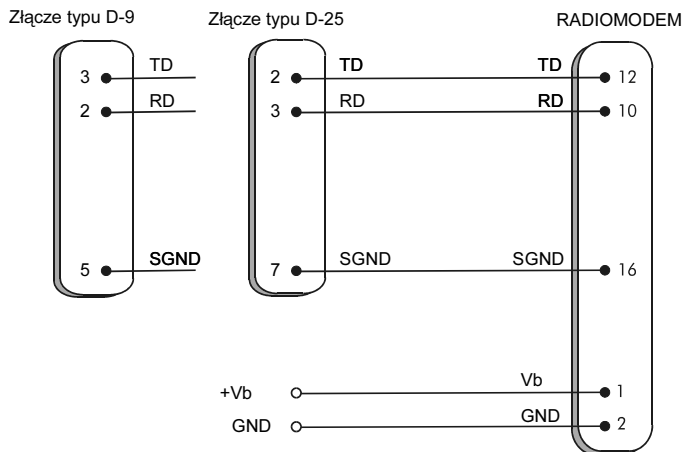 Złącze typu D-9 Złącze typu D-25 RADIOMODEM
3 TD 2 TD TD 12
2 RD 3 RD RD 10
5 SGND 7 SGND SGND 16
+Vb Vb 1
GND GND 2